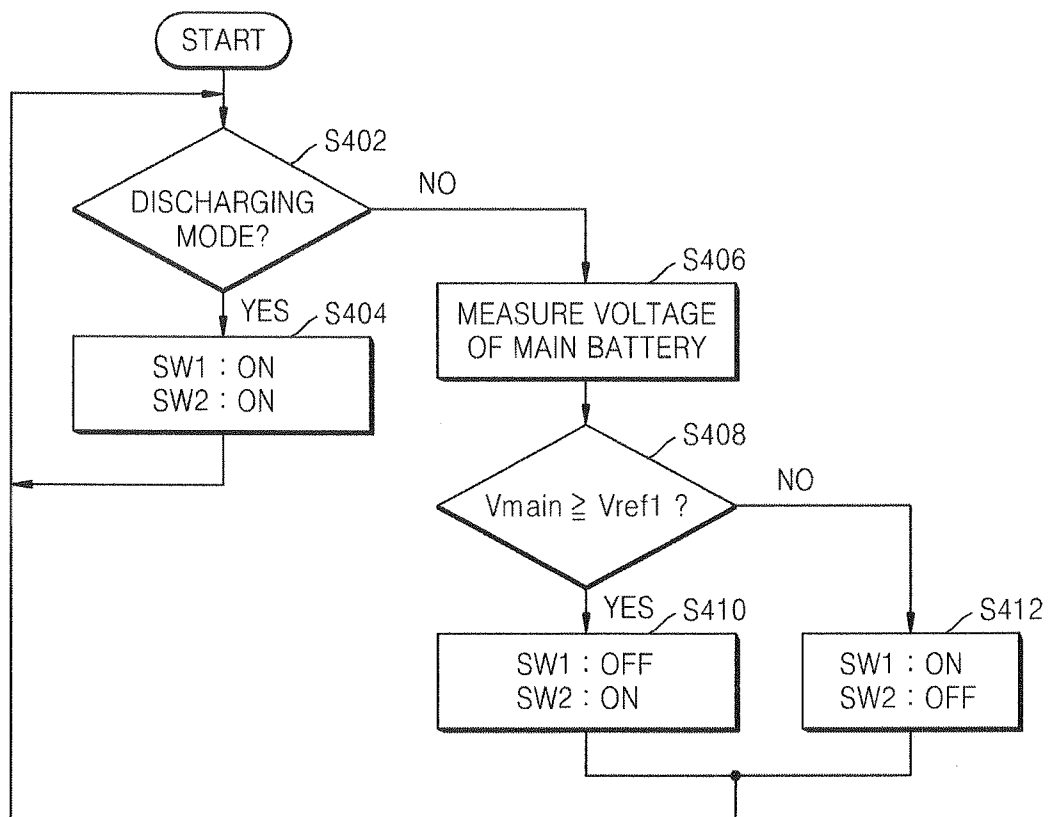 START
S402
DISCHARGING
MODE?
NO
YES
S404
SW1 : ON
SW2 : ON
S406
MEASURE VOLTAGE
OF MAIN BATTERY
S408
Vmain ≧ Vref1 ?
NO
YES
S410
SW1 : OFF
SW2 : ON
S412
SW1 : ON
SW2 : OFF